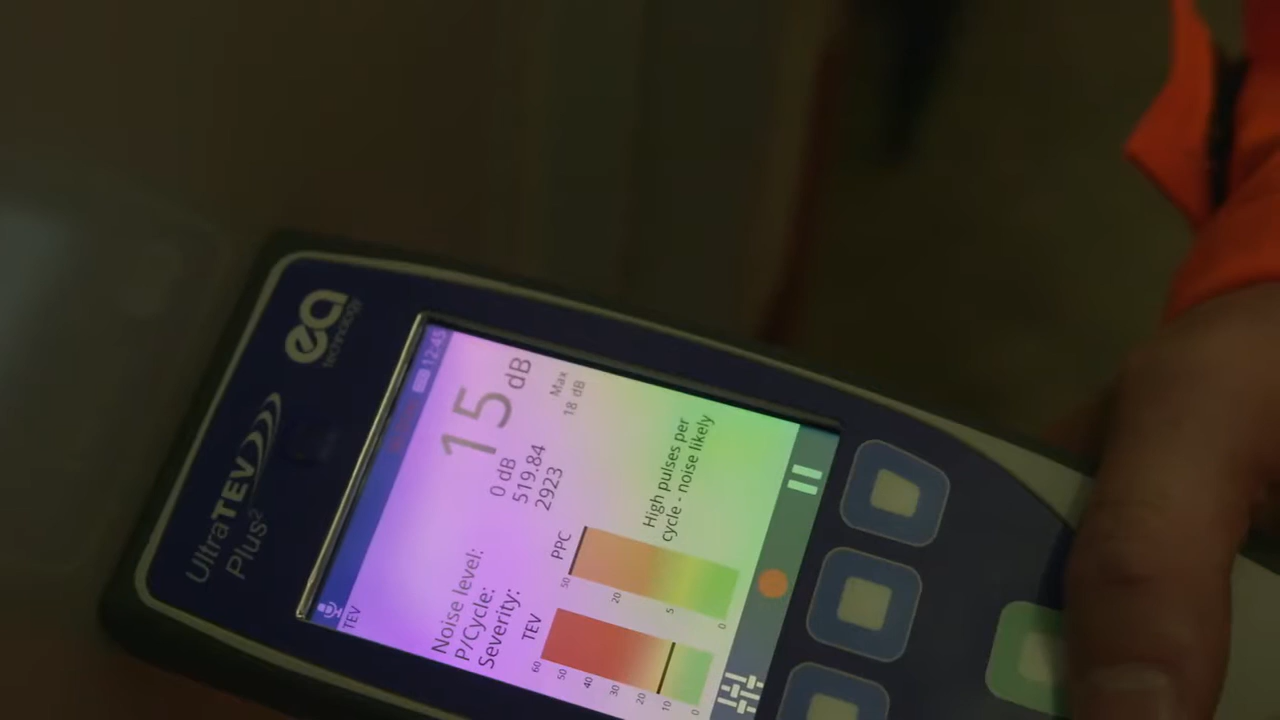 ea
technology
UltraTEV
Plus²
12:45
TEV
15 dB
Noise level: 0 dB
P/Cycle: 519.84
Severity: 2923
Max
18 dB
TEV
60
50
40
30
20
10
0
PPC
50
20
5
0
High pulses per
cycle - noise likely